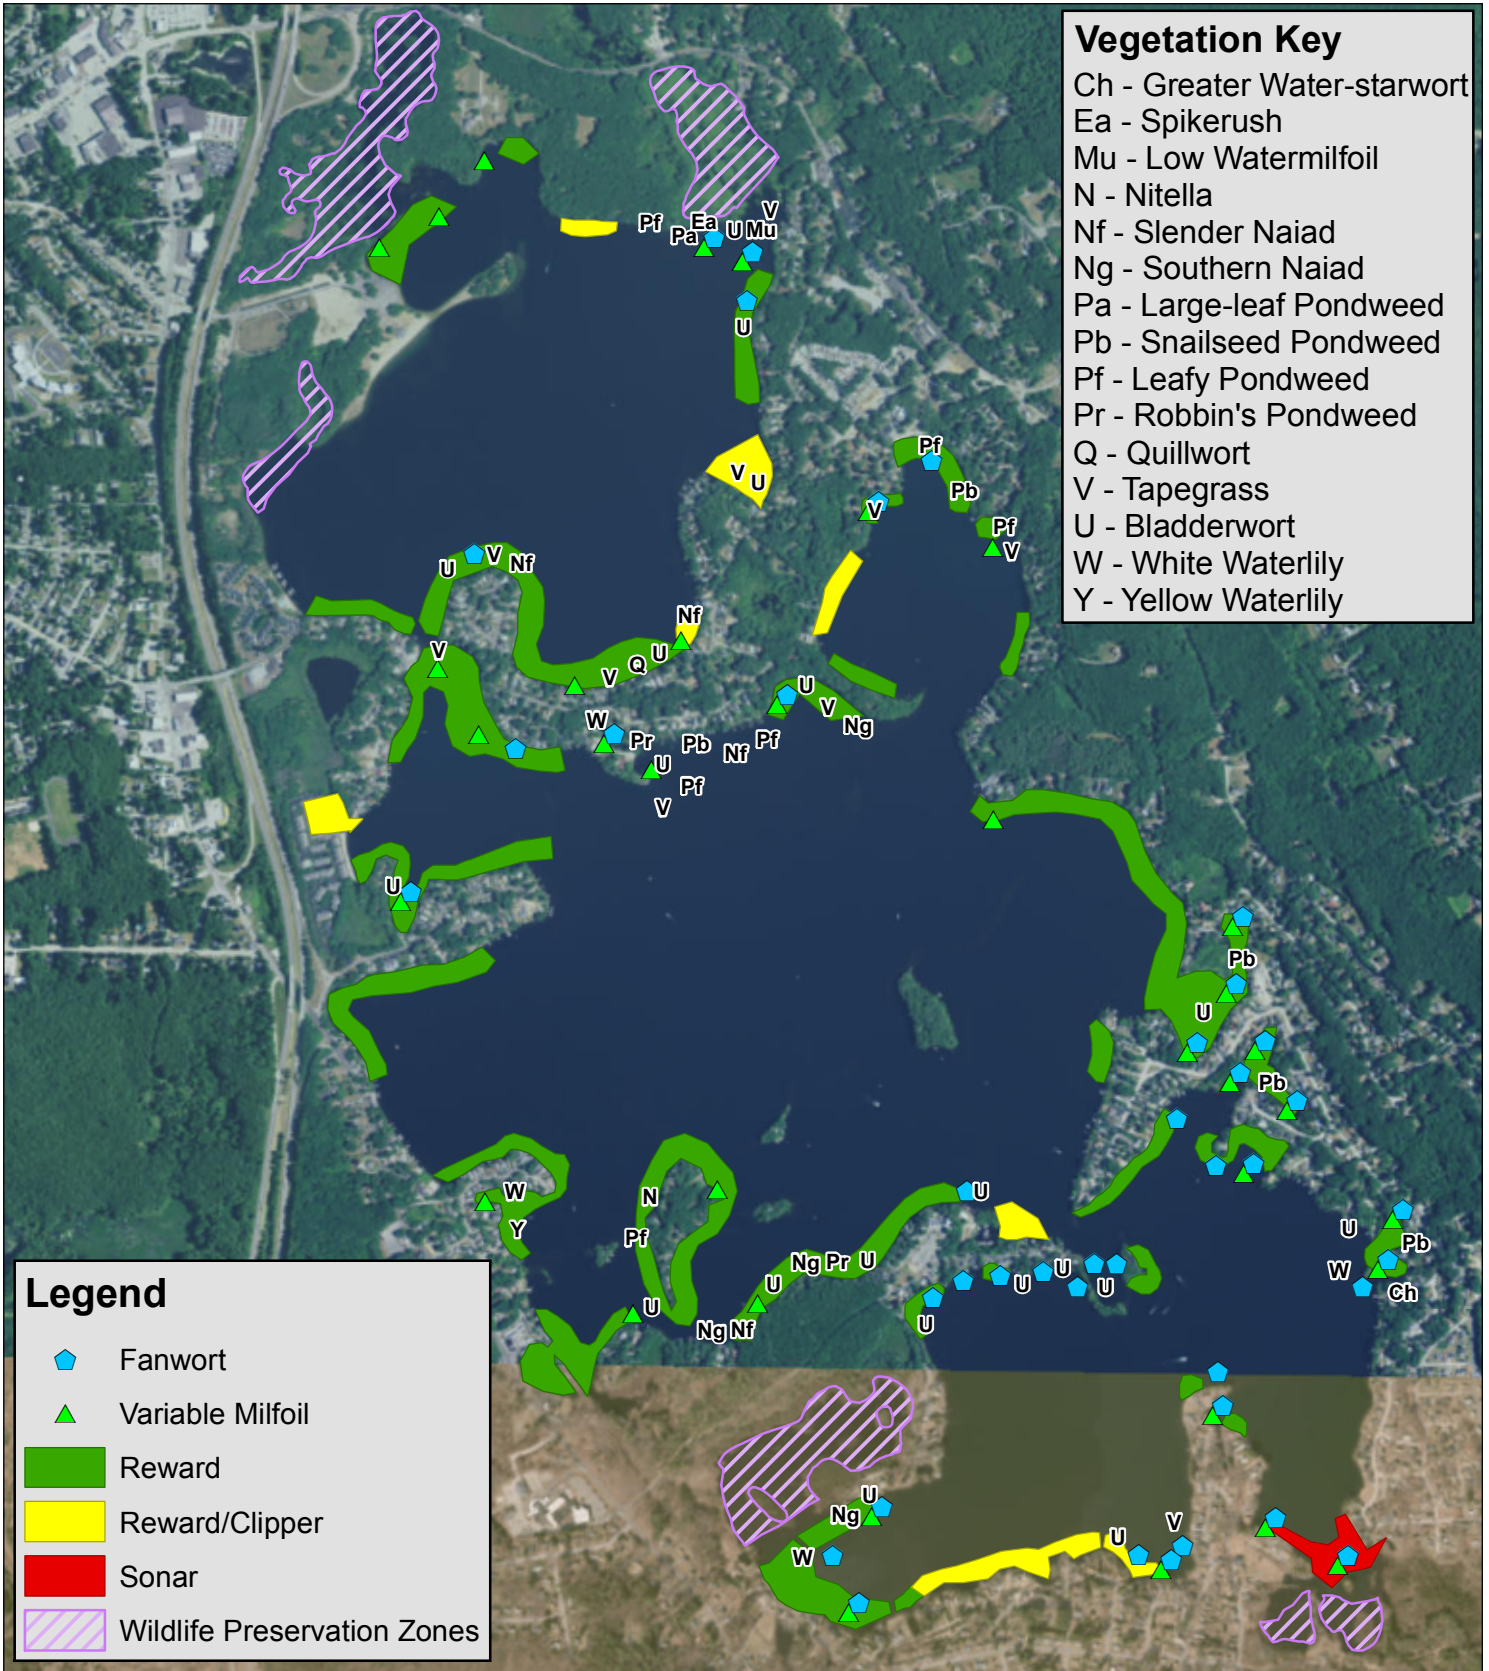 Vegetation Key
Ch - Greater Water-starwort
Ea - Spikerush
Mu - Low Watermilfoil
N - Nitella
Nf - Slender Naiad
Ng - Southern Naiad
Pa - Large-leaf Pondweed
Pb - Snailseed Pondweed
Pf - Leafy Pondweed
Pr - Robbin's Pondweed
Q - Quillwort
V - Tapegrass
U - Bladderwort
W - White Waterlily
Y - Yellow Waterlily
V
Pf Ea U Mu
Pa
U
V U
Pf
Pb
V
Pf
V
U V Nf
Nf
V
V Q U
U
V
Ng
W
Pr Pb Nf Pf
U
Pf
V
U
Pb
U
Pb
W
Y
N
Pf
U
U
Ng Pr U
U
Ng Nf
U
U
U
U
U
Pb
W
Ch
U
Ng
W
U
V
Legend
Fanwort
Variable Milfoil
Reward
Reward/Clipper
Sonar
Wildlife Preservation Zones